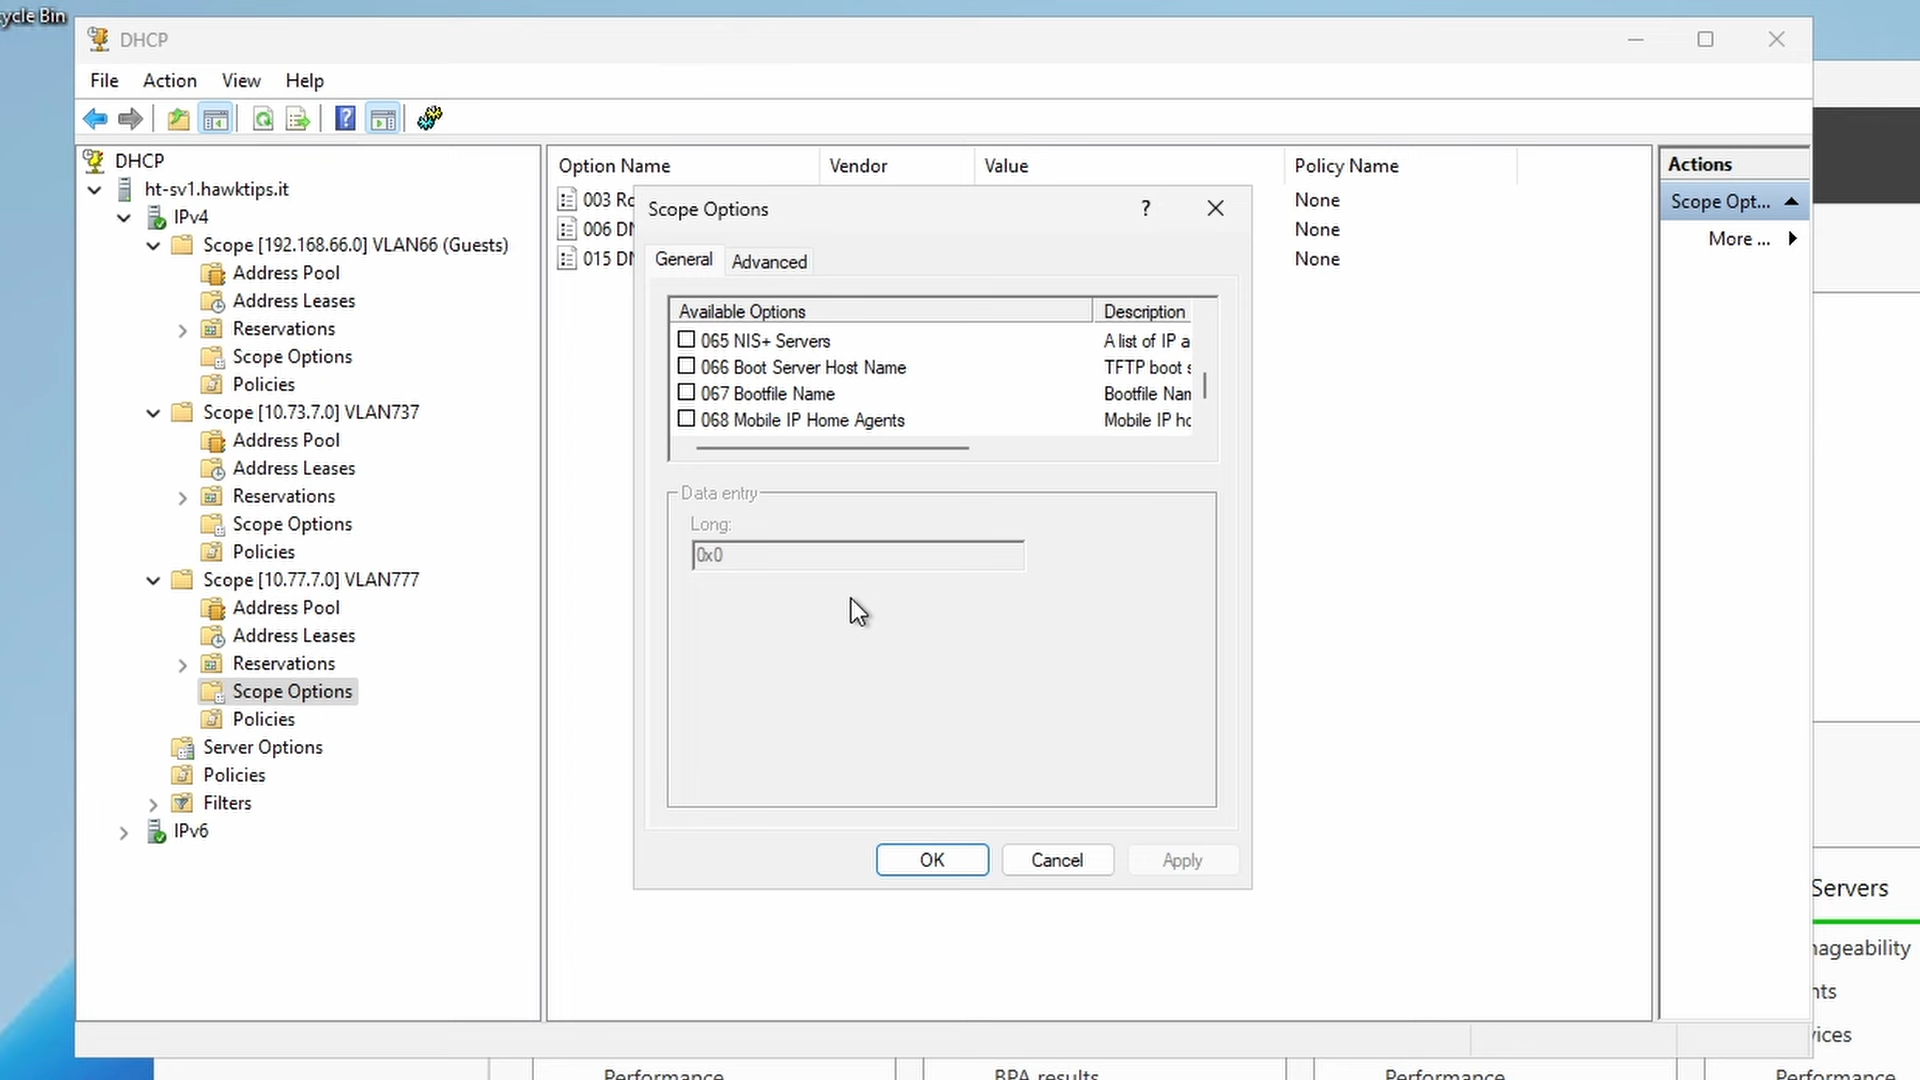 ycle Bin
DHCP
File Action View Help
DHCP
ht-sv1.hawktips.it
IPv4
Scope [192.168.66.0] VLAN66 (Guests)
Address Pool
Address Leases
Reservations
Scope Options
Policies
Scope [10.73.7.0] VLAN737
Address Pool
Address Leases
Reservations
Scope Options
Policies
Scope [10.77.7.0] VLAN777
Address Pool
Address Leases
Reservations
Scope Options
Policies
Server Options
Policies
Filters
IPv6
Option Name Vendor Value Policy Name
003 Ro None
006 DN None
015 DN None
Scope Options
?
General Advanced
Available Options Description
065 NIS+ Servers A list of IP a
066 Boot Server Host Name TFTP boot s
067 Bootfile Name Bootfile Nam
068 Mobile IP Home Agents Mobile IP ho
Data entry
Long:
0x0
OK Cancel Apply
Actions
Scope Opt...
More ...
Servers
nageability
nts
vices
Performance BPA results Performance Performance